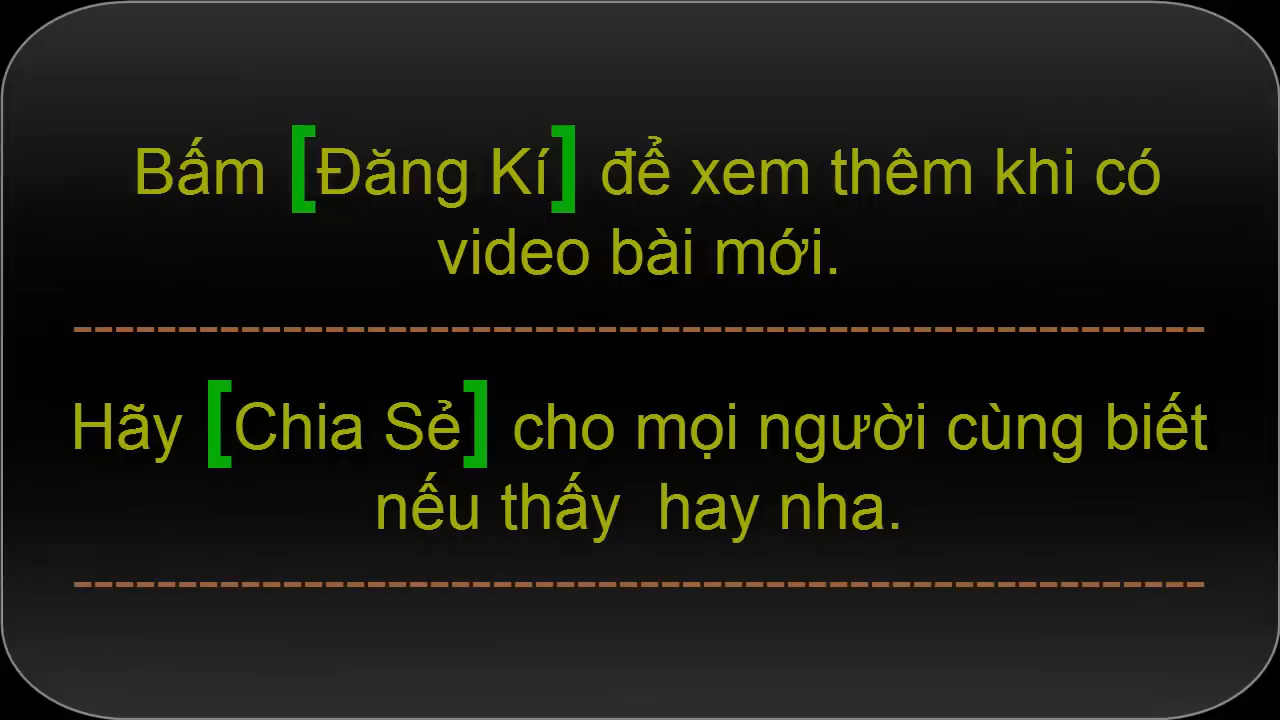 Bấm [Đăng Kí] để xem thêm khi có
video bài mới.
------------------------------------------------------
Hãy [Chia Sẻ] cho mọi người cùng biết
nếu thấy  hay nha.
------------------------------------------------------